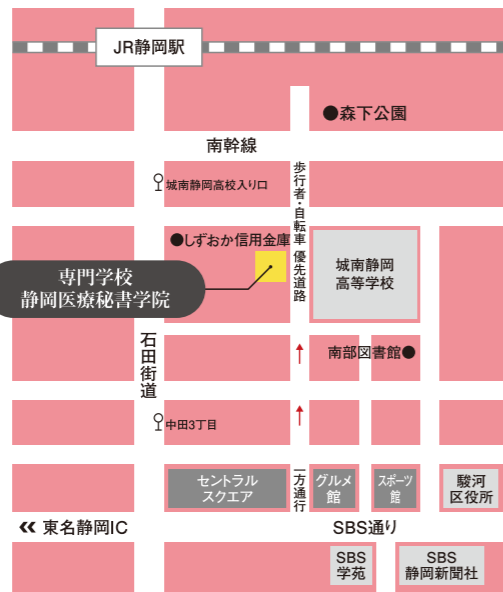 JR静岡駅
●森下公園
南幹線
城南静岡高校入り口
歩行者・自転車 優先道路
●しずおか信用金庫
城南静岡
高等学校
専門学校
静岡医療秘書学院
石田街道
南部図書館●
中田3丁目
セントラル
スクエア
一方通行
グルメ
館
スポーツ
館
駿河
区役所
東名静岡IC
SBS通り
SBS
学苑
SBS
静岡新聞社